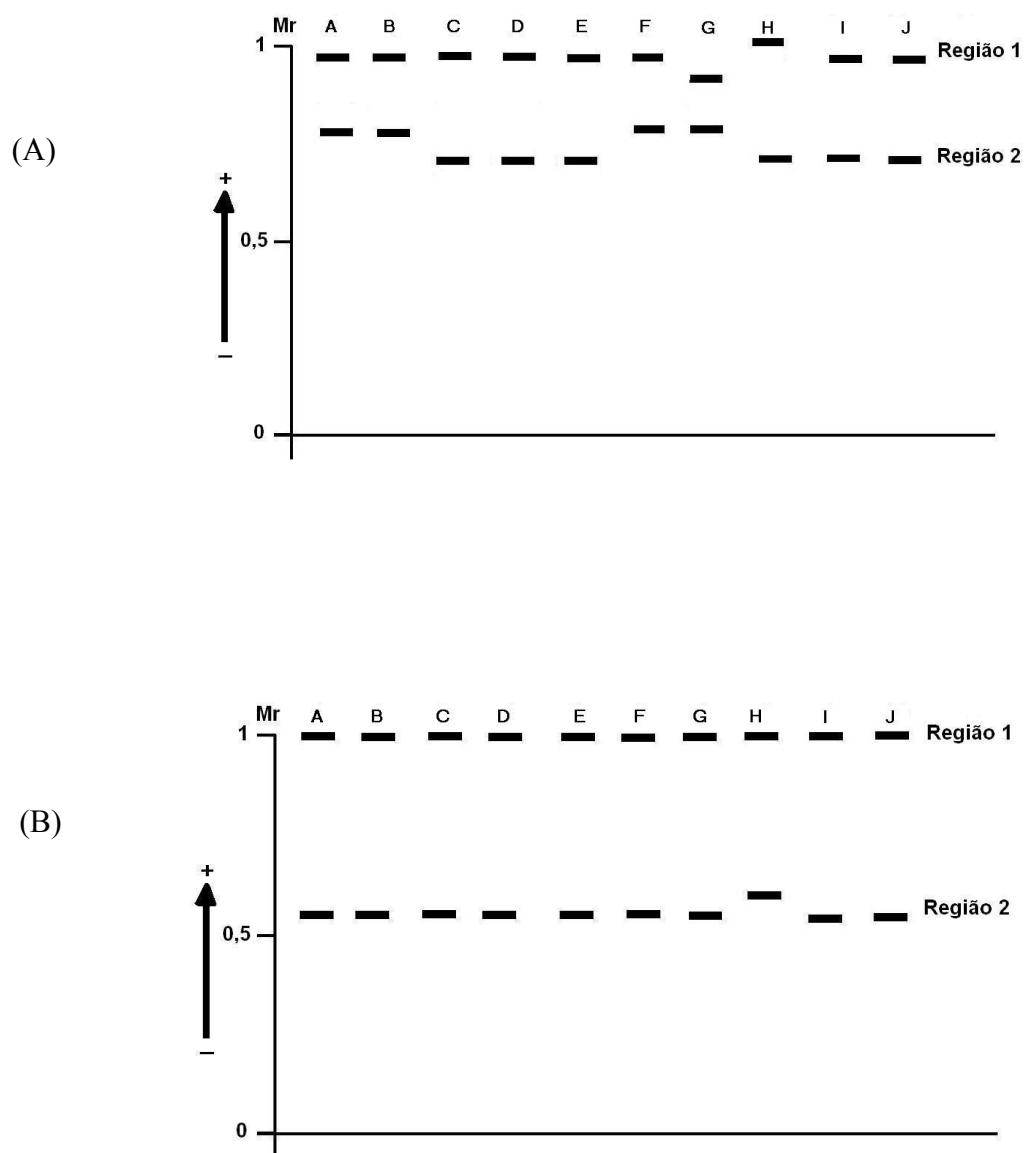 Mr A B C D E F G H I J
1
Região 1
(A)
Região 2
+
0,5
–
0
Mr A B C D E F G H I J
1
Região 1
(B)
+
Região 2
0,5
–
0